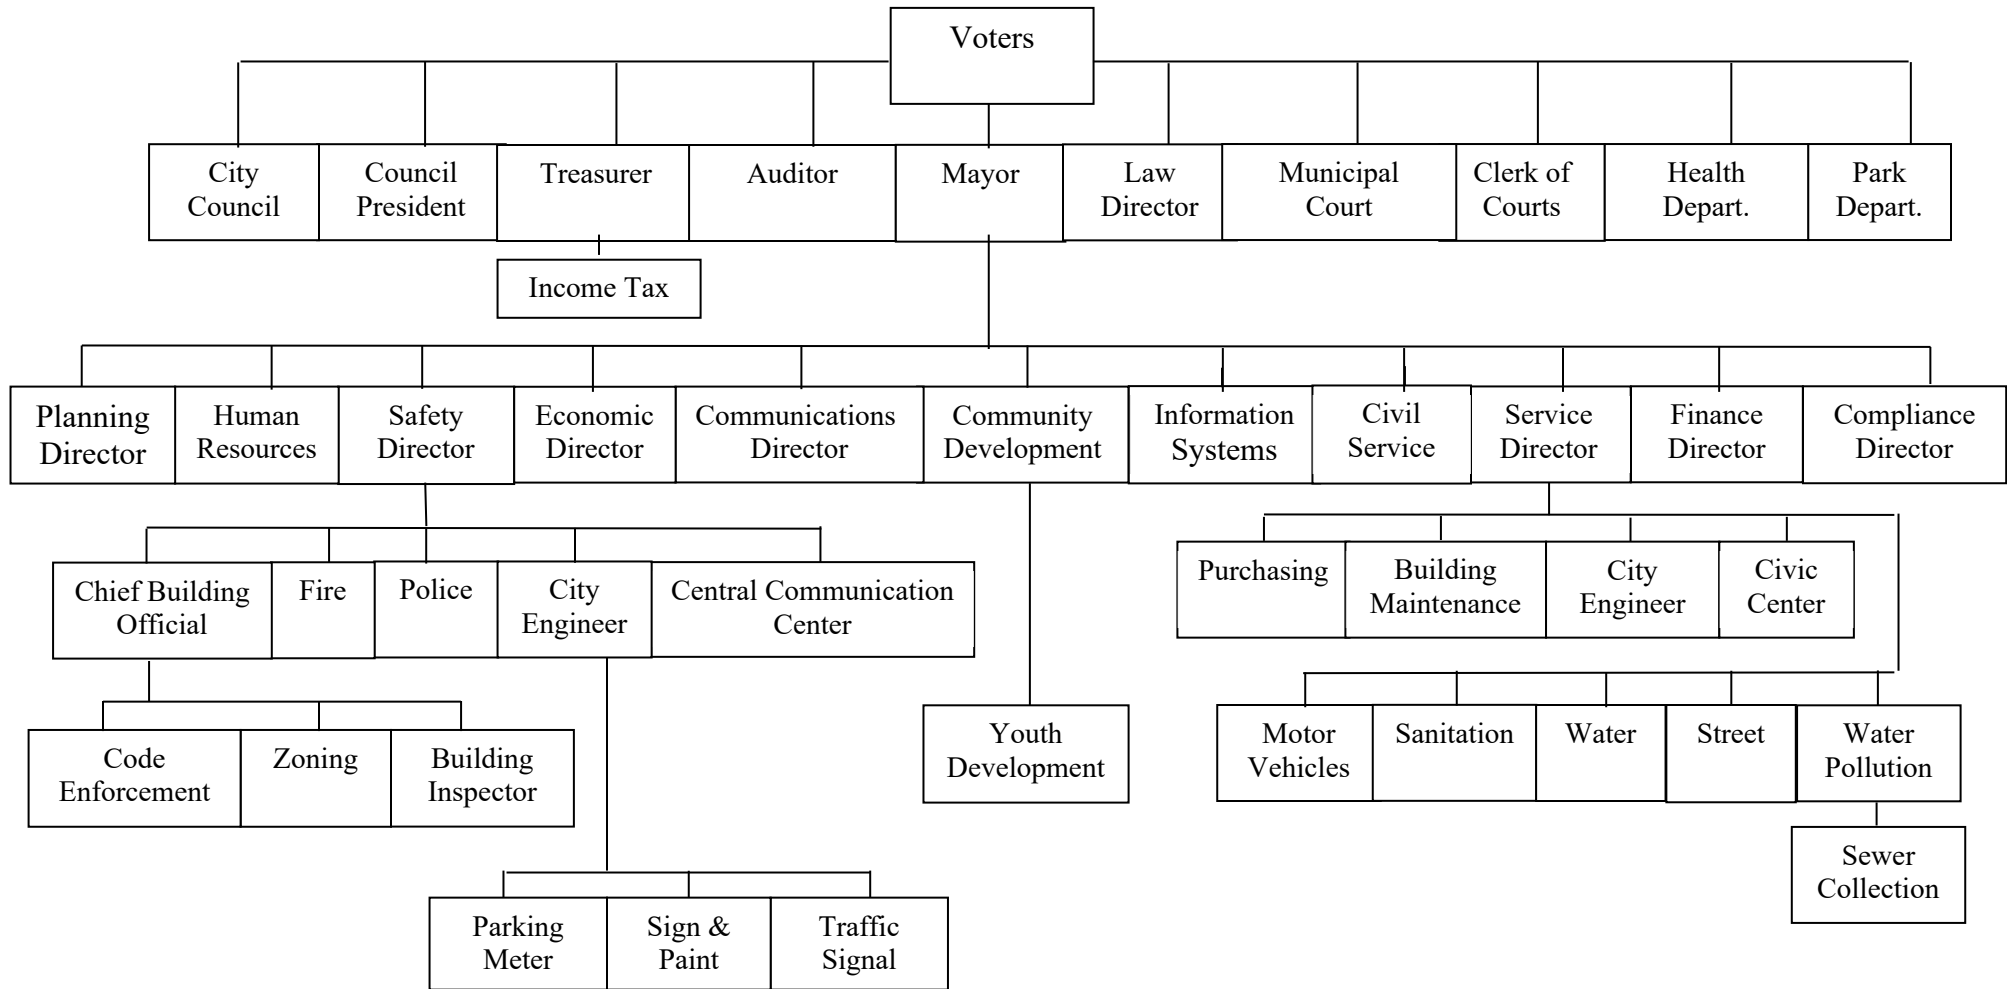 Voters
City
Council
Council
President
Treasurer
Auditor
Mayor
Law
Director
Municipal
Court
Clerk of
Courts
Health
Depart.
Park
Depart.
Income Tax
Planning
Director
Human
Resources
Safety
Director
Economic
Director
Communications
Director
Community
Development
Information
Systems
Civil
Service
Service
Director
Finance
Director
Compliance
Director
Chief Building
Official
Fire
Police
City
Engineer
Central Communication
Center
Purchasing
Building
Maintenance
City
Engineer
Civic
Center
Code
Enforcement
Zoning
Building
Inspector
Youth
Development
Motor
Vehicles
Sanitation
Water
Street
Water
Pollution
Sewer
Collection
Parking
Meter
Sign &
Paint
Traffic
Signal